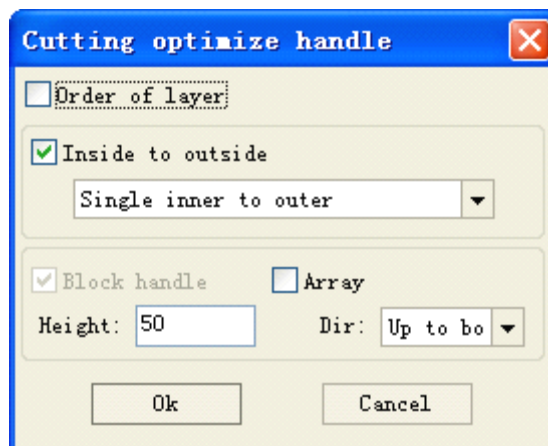 Cutting optimize handle
Order of layer
Inside to outside
Single inner to outer
Block handle Array
Height: 50 Dir: Up to bo
Ok Cancel